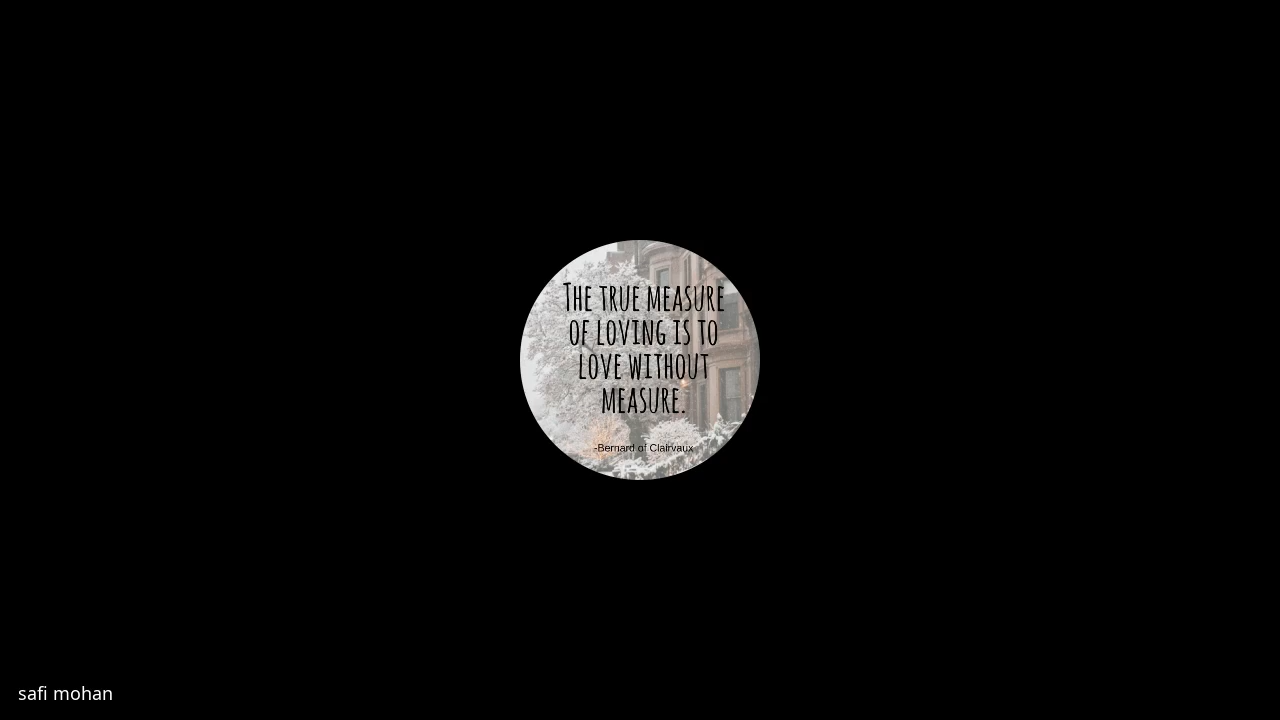 The true measure
of loving is to
love without
measure.
-Bernard of Clairvaux
safi mohan